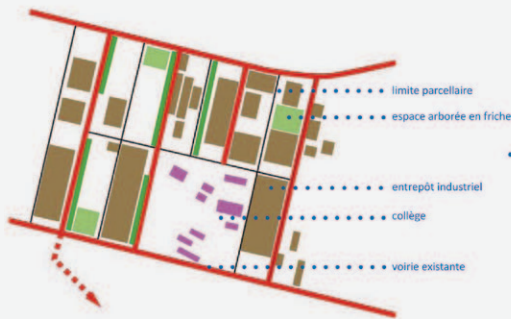 limite parcellaire
espace arborée en friche
entrepôt industriel
collège
voirie existante